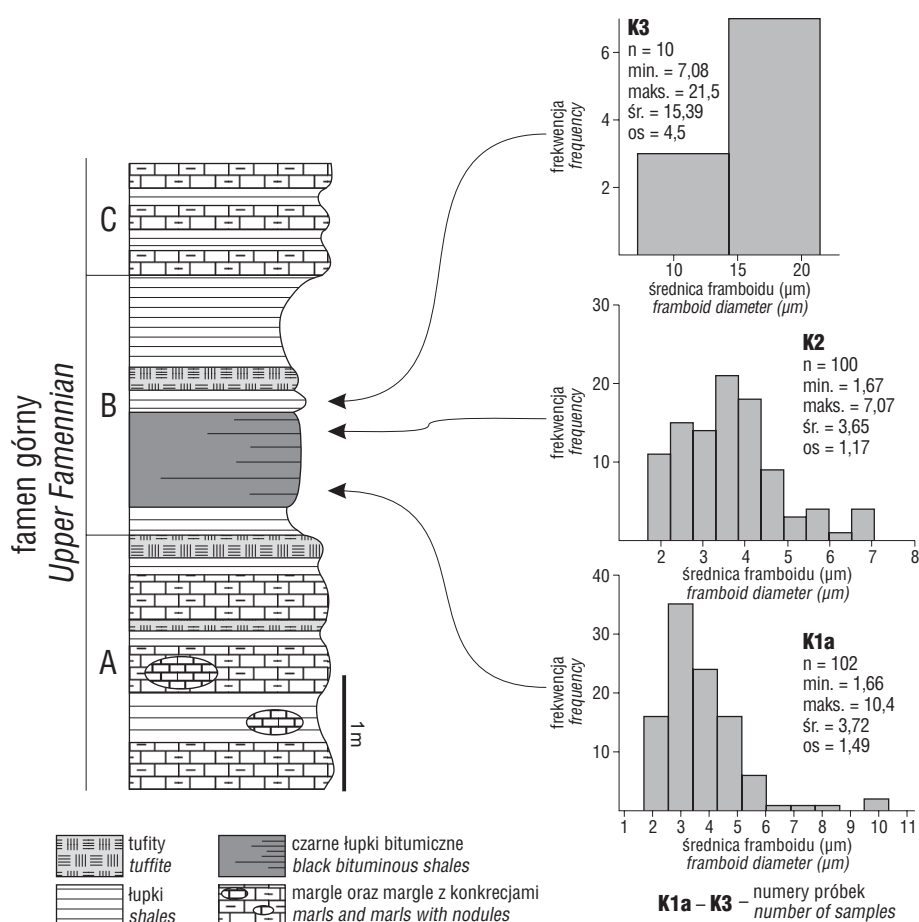 famen górny
Upper Famennian
C
B
A
1 m
K3
n = 10
min. = 7,08
maks. = 21,5
śr. = 15,39
os = 4,5
frekwencja
frequency
6
4
2
10 15 20
średnica framboidu (µm)
framboid diameter (µm)
K2
n = 100
min. = 1,67
maks. = 7,07
śr. = 3,65
os = 1,17
frekwencja
frequency
30
20
10
2 3 4 5 6 7 8
średnica framboidu (µm)
framboid diameter (µm)
K1a
n = 102
min. = 1,66
maks. = 10,4
śr. = 3,72
os = 1,49
frekwencja
frequency
40
30
20
10
1 2 3 4 5 6 7 8 9 10 11
średnica framboidu (µm)
framboid diameter (µm)
tufity
tuffite
czarne łupki bitumiczne
black bituminous shales
łupki
shales
margle oraz margle z konkrecjami
marls and marls with nodules
K1a – K3 – numery próbek
number of samples